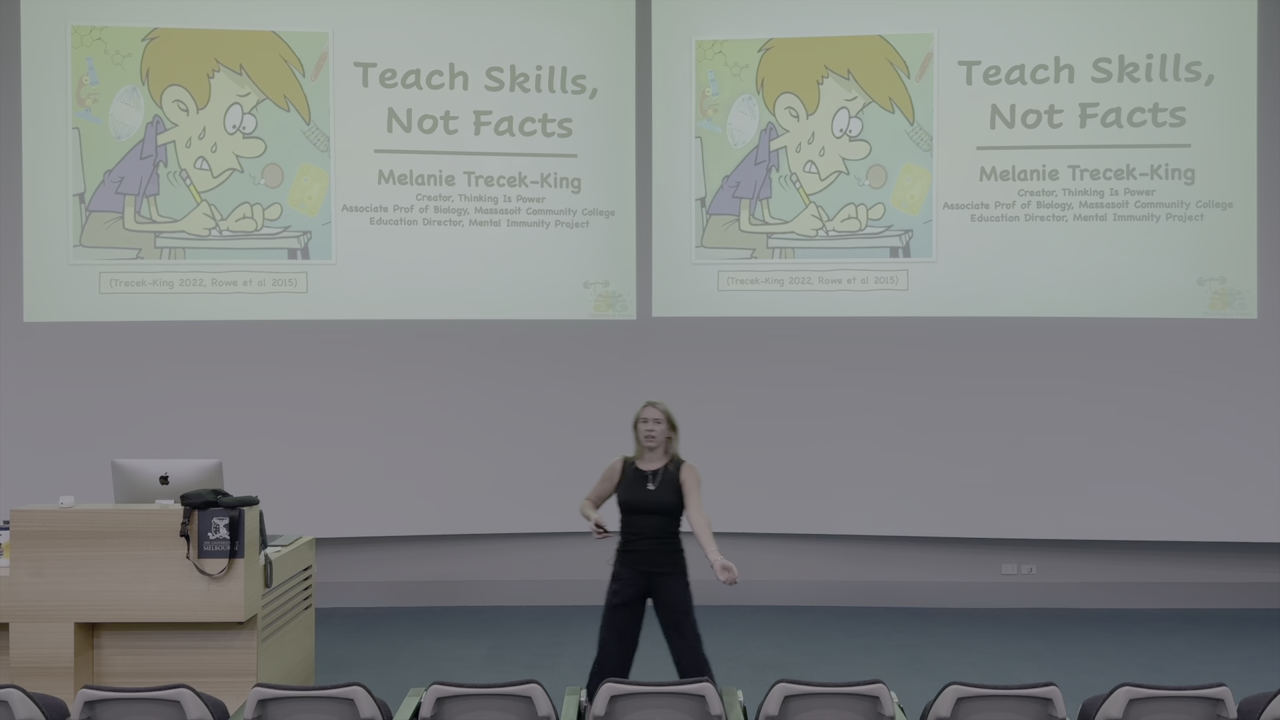 Teach Skills,
Not Facts
Melanie Trecek-King
Creator, Thinking Is Power
Associate Prof of Biology, Massasoit Community College
Education Director, Mental Immunity Project
(Trecek-King 2022, Rowe et al 2015)
Teach Skills,
Not Facts
Melanie Trecek-King
Creator, Thinking Is Power
Associate Prof of Biology, Massasoit Community College
Education Director, Mental Immunity Project
(Trecek-King 2022, Rowe et al 2015)
MELBOURNE